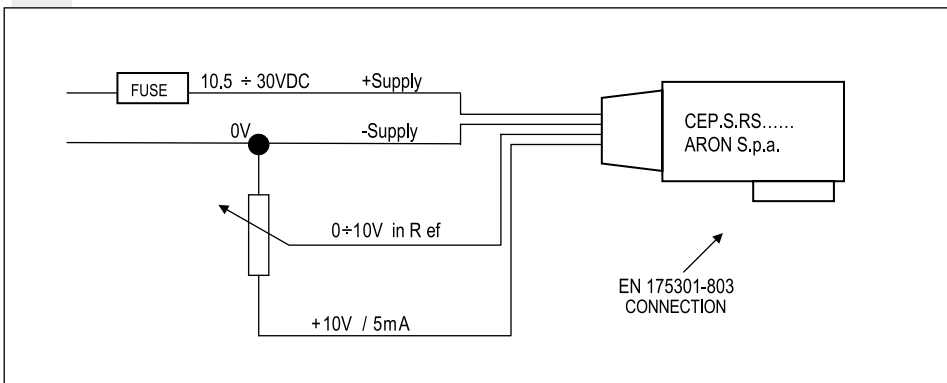 FUSE
10.5 ÷ 30VDC
+Supply
0V
-Supply
CEP.S.RS......
ARON S.p.a.
0÷10V in R ef
EN 175301-803
CONNECTION
+10V / 5mA